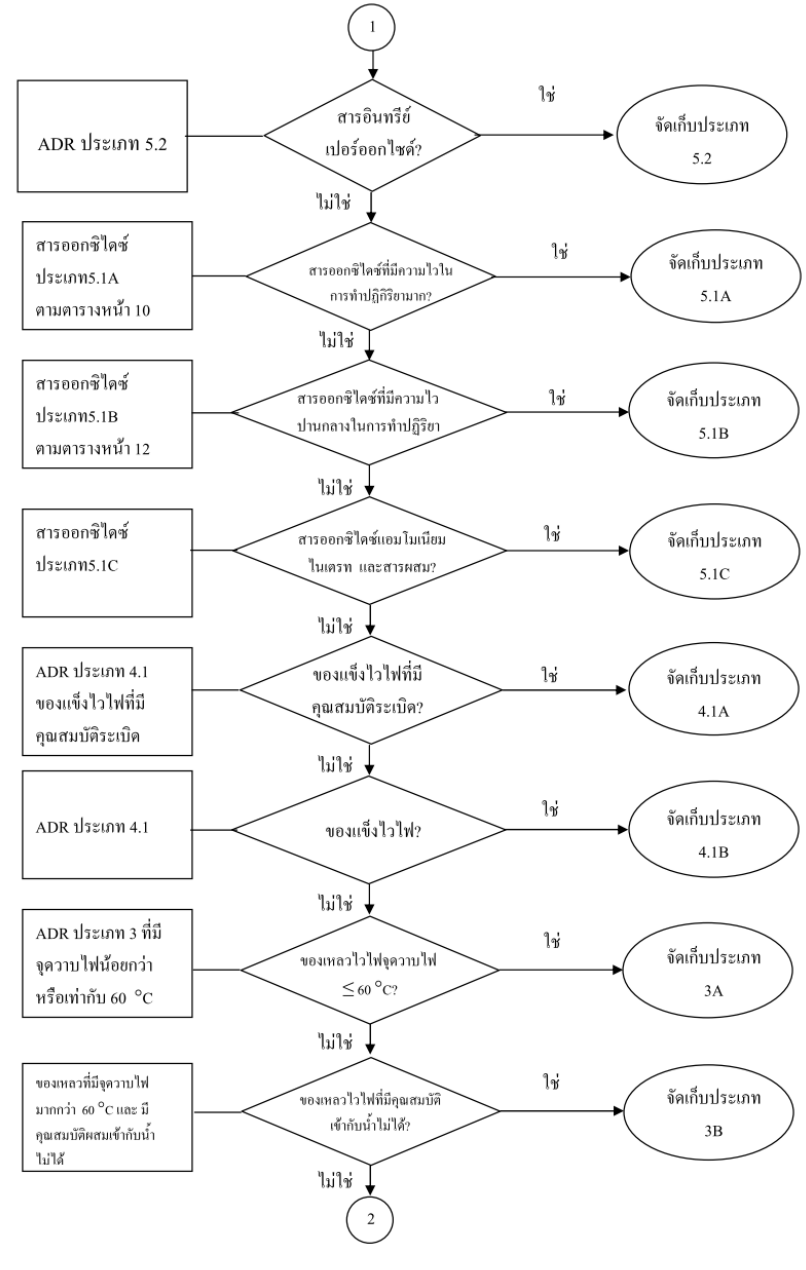 1
ADR ประเภท 5.2
สารอินทรีย์
เปอร์ออกไซด์?
ใช่
จัดเก็บประเภท
5.2
ไม่ใช่
สารออกซิไดซ์
ประเภท5.1A
ตามตารางหน้า 10
สารออกซิไดซ์ที่มีความไวใน
การทำปฏิกิริยามาก?
ใช่
จัดเก็บประเภท
5.1A
ไม่ใช่
สารออกซิไดซ์
ประเภท5.1B
ตามตารางหน้า 12
สารออกซิไดซ์ที่มีความไว
ปานกลางในการทำปฏิริยา
ใช่
จัดเก็บประเภท
5.1B
ไม่ใช่
สารออกซิไดซ์
ประเภท5.1C
สารออกซิไดซ์แอมโมเนียม
ไนเตรท และสารผสม?
ใช่
จัดเก็บประเภท
5.1C
ไม่ใช่
ADR ประเภท 4.1
ของแข็งไวไฟที่มี
คุณสมบัติระเบิด
ของแข็งไวไฟที่มี
คุณสมบัติระเบิด?
ใช่
จัดเก็บประเภท
4.1A
ไม่ใช่
ADR ประเภท 4.1
ของแข็งไวไฟ?
ใช่
จัดเก็บประเภท
4.1B
ไม่ใช่
ADR ประเภท 3 ที่มี
จุดวาบไฟน้อยกว่า
หรือเท่ากับ 60 °C
ของเหลวไวไฟจุดวาบไฟ
≤ 60 °C?
ใช่
จัดเก็บประเภท
3A
ไม่ใช่
ของเหลวที่มีจุดวาบไฟ
มากกว่า 60 °C และ มี
คุณสมบัติผสมเข้ากับน้ำ
ไม่ได้
ของเหลวไวไฟที่มีคุณสมบัติ
เข้ากับน้ำไม่ได้?
ใช่
จัดเก็บประเภท
3B
ไม่ใช่
2